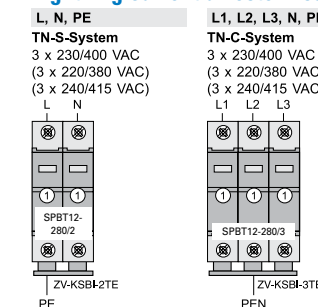 L, N, PE
TN-S-System
3 x 230/400 VAC
(3 x 220/380 VAC)
(3 x 240/415 VAC)
L N
1 1
SPBT12-
280/2
ZV-KSBI-2TE
PE
L1, L2, L3, N,
TN-C-System
3 x 230/400 VAC
(3 x 220/380 VAC
(3 x 240/415 VAC
L1 L2 L3
1 1 1
SPBT12-280/3
ZV-KSBI-3TE
PEN